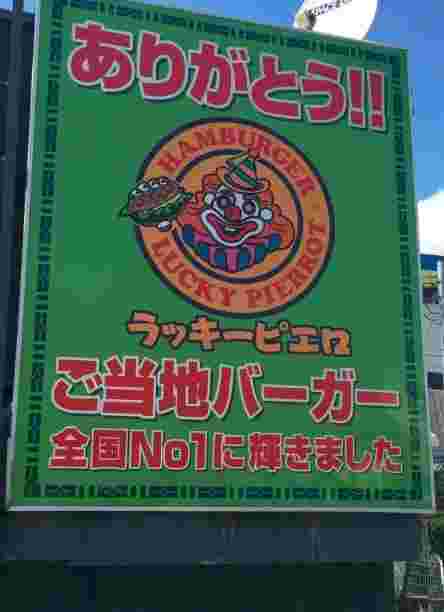 ありがとう!!
HAMBURGER
LUCKY PIERROT
ラッキーピエロ
ご当地バーガー
全国No1に輝きました